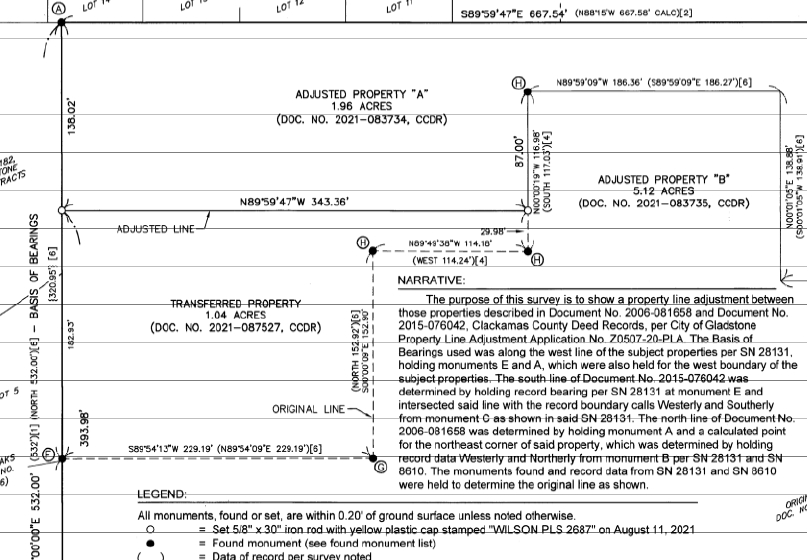 A
LOT 12
LOT 11
S89°59'47"E 667.54' (N88°15'W 667.58' CALC)[2]
138.02'
ADJUSTED PROPERTY "A"
1.96 ACRES
(DOC. NO. 2021-083734, CCDR)
H
N89°59'09"W 186.36' (S89°59'09"E 186.27')[6]
87.00'
N00°00'19"W 116.98'
(SOUTH 117.03')[4]
ADJUSTED PROPERTY "B"
5.12 ACRES
(DOC. NO. 2021-083735, CCDR)
N00°01'05"E 138.88'
(S00°01'05"W 138.91')[6]
182,
TONE
TRACTS
N89°59'47"W 343.36'
ADJUSTED LINE
29.98'
H
N89°49'38"W 114.18'
(WEST 114.24')[4]
H
BASIS OF BEARINGS
[320.95' [6]
TRANSFERRED PROPERTY
1.04 ACRES
(DOC. NO. 2021-087527, CCDR)
182.93'
(NORTH 152.92')[6]
S00°00'09"E 152.90'
ORIGINAL LINE
393.98'
(532')[1] (NORTH 532.00')[6]
OT 5
S89°54'13"W 229.19' (N89°54'09"E 229.19')[6]
E
G
AKS
NO.
6)
00'00"E 532.00'
NARRATIVE:
The purpose of this survey is to show a property line adjustment between
those properties described in Document No. 2006-081658 and Document No.
2015-076042, Clackamas County Deed Records, per City of Gladstone
Property Line Adjustment Application No. Z0507-20-PLA. The Basis of
Bearings used was along the west line of the subject properties per SN 28131,
holding monuments E and A, which were also held for the west boundary of the
subject properties. The south line of Document No. 2015-076042 was
determined by holding record bearing per SN 28131 at monument E and
intersected said line with the record boundary calls Westerly and Southerly
from monument C as shown in said SN 28131. The north line of Document No.
2006-081658 was determined by holding monument A and a calculated point
for the northeast corner of said property, which was determined by holding
record data Westerly and Northerly from monument B per SN 28131 and SN
8610. The monuments found and record data from SN 28131 and SN 8610
were held to determine the original line as shown.
LEGEND:
All monuments, found or set, are within 0.20' of ground surface unless noted otherwise.
= Set 5/8" x 30" iron rod with yellow plastic cap stamped "WILSON PLS 2687" on August 11, 2021
= Found monument (see found monument list)
( ) = Data of record per survey noted
ORIGI
DOC. N